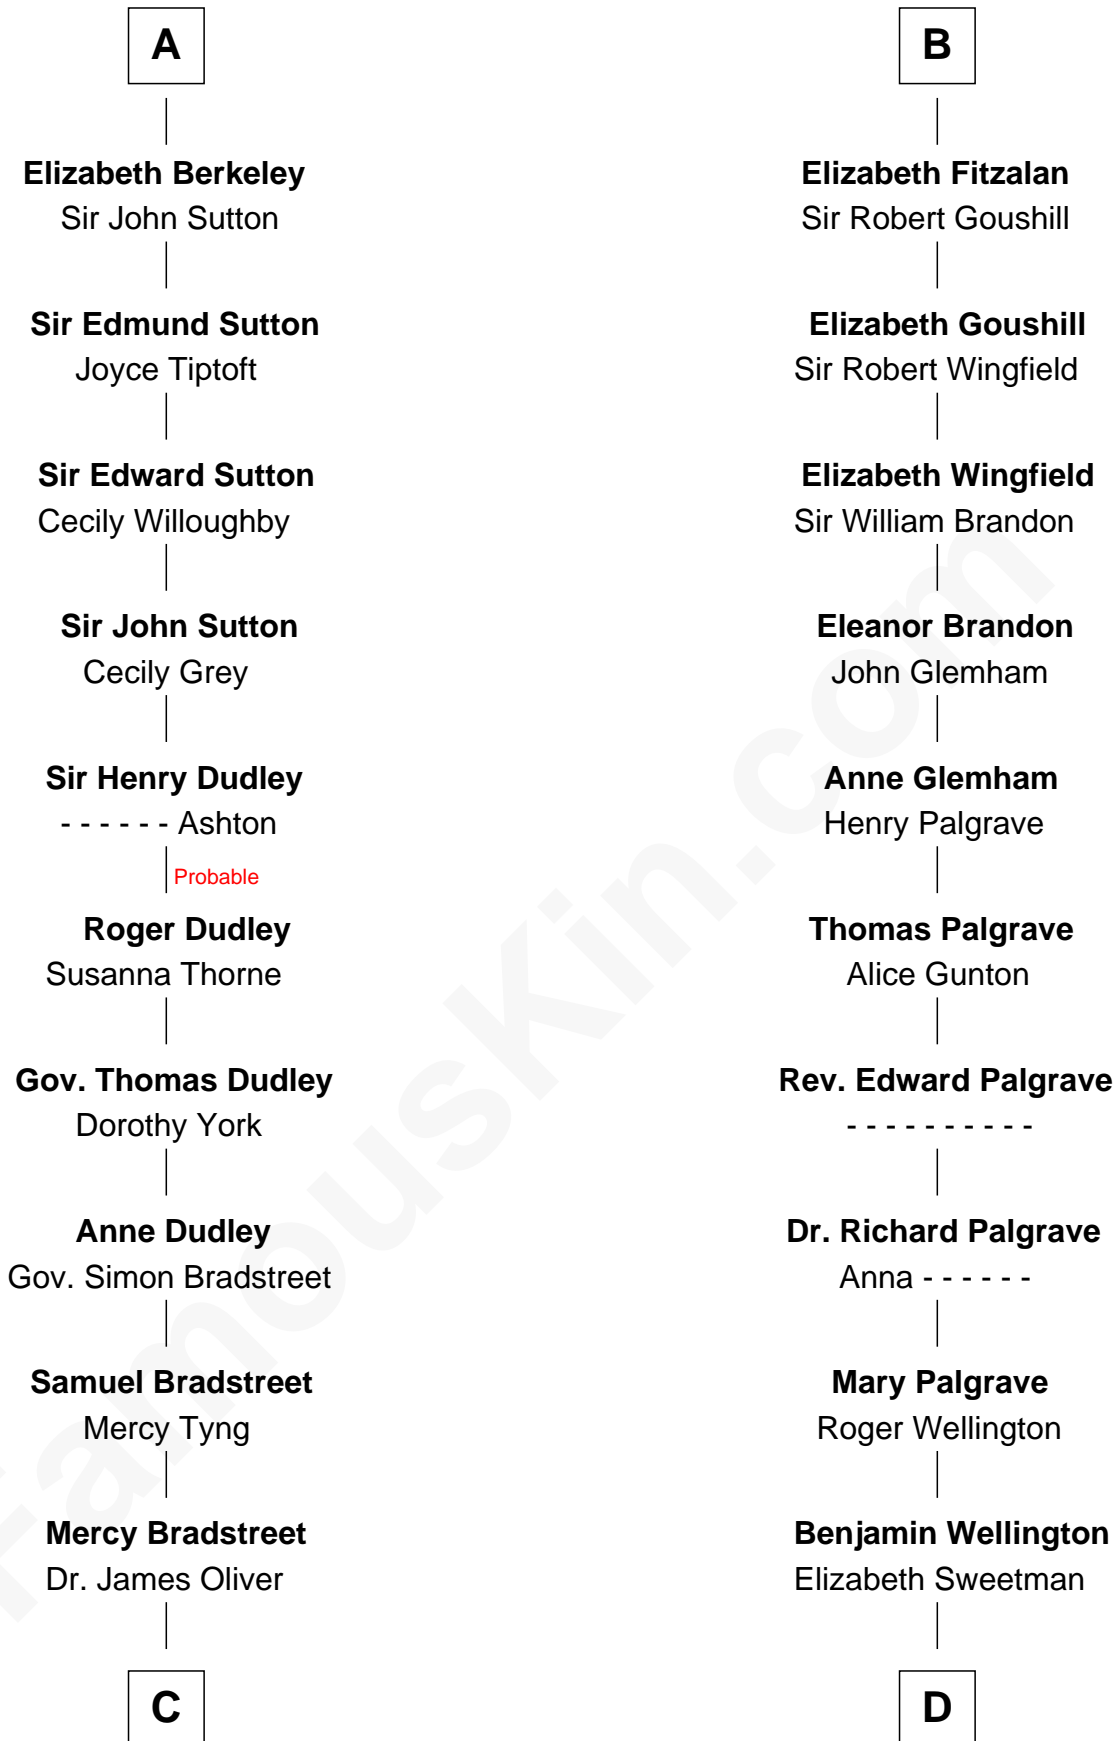 A
Elizabeth Berkeley
Sir John Sutton
Sir Edmund Sutton
Joyce Tiptoft
Sir Edward Sutton
Cecily Willoughby
Sir John Sutton
Cecily Grey
Sir Henry Dudley
- - - - - - Ashton
Probable
Roger Dudley
Susanna Thorne
Gov. Thomas Dudley
Dorothy York
Anne Dudley
Gov. Simon Bradstreet
Samuel Bradstreet
Mercy Tyng
Mercy Bradstreet
Dr. James Oliver
C
B
Elizabeth Fitzalan
Sir Robert Goushill
Elizabeth Goushill
Sir Robert Wingfield
Elizabeth Wingfield
Sir William Brandon
Eleanor Brandon
John Glemham
Anne Glemham
Henry Palgrave
Thomas Palgrave
Alice Gunton
Rev. Edward Palgrave
- - - - - - - - - -
Dr. Richard Palgrave
Anna - - - - - -
Mary Palgrave
Roger Wellington
Benjamin Wellington
Elizabeth Sweetman
D
FamousKin.com